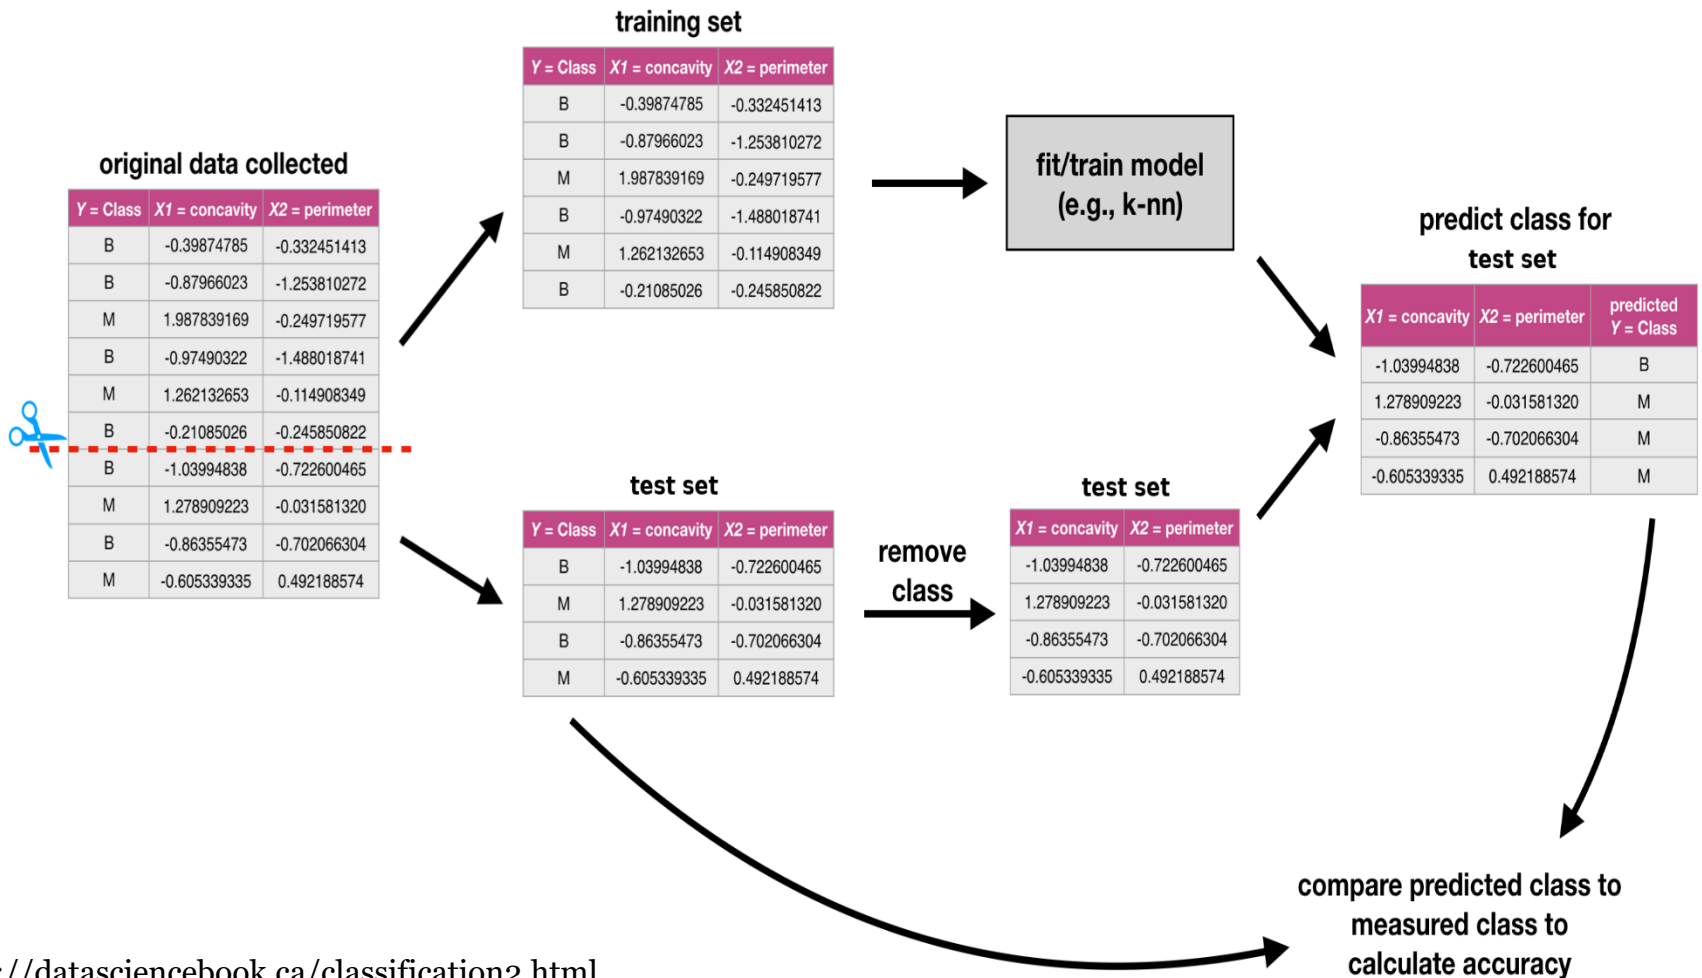 training set
Y = Class X1 = concavity X2 = perimeter
B -0.39874785 -0.332451413
B -0.87966023 -1.253810272
M 1.987839169 -0.249719577
B -0.97490322 -1.488018741
M 1.262132653 -0.114908349
B -0.21085026 -0.245850822
original data collected
Y = Class X1 = concavity X2 = perimeter
B -0.39874785 -0.332451413
B -0.87966023 -1.253810272
M 1.987839169 -0.249719577
B -0.97490322 -1.488018741
M 1.262132653 -0.114908349
B -0.21085026 -0.245850822
B -1.03994838 -0.722600465
M 1.278909223 -0.031581320
B -0.86355473 -0.702066304
M -0.605339335 0.492188574
fit/train model
(e.g., k-nn)
predict class for
test set
X1 = concavity X2 = perimeter predicted
Y = Class
-1.03994838 -0.722600465 B
1.278909223 -0.031581320 M
-0.86355473 -0.702066304 M
-0.605339335 0.492188574 M
test set
Y = Class X1 = concavity X2 = perimeter
B -1.03994838 -0.722600465
M 1.278909223 -0.031581320
B -0.86355473 -0.702066304
M -0.605339335 0.492188574
remove
class
test set
X1 = concavity X2 = perimeter
-1.03994838 -0.722600465
1.278909223 -0.031581320
-0.86355473 -0.702066304
-0.605339335 0.492188574
compare predicted class to
measured class to
calculate accuracy
://datasciencebook.ca/classification2.html